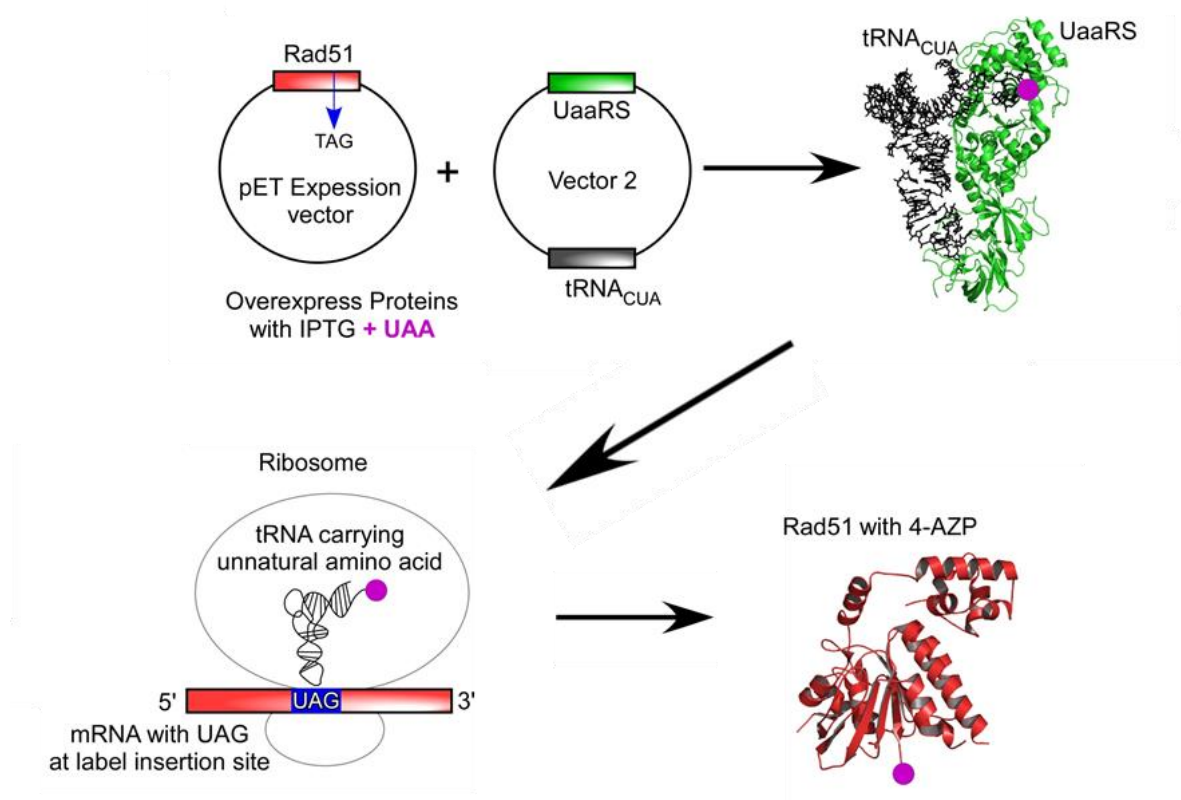 Rad51
TAG
pET Expession
vector
+
UaaRS
Vector 2
tRNACUA
Overexpress Proteins
with IPTG + UAA
tRNACUA
UaaRS
Ribosome
tRNA carrying
unnatural amino acid
5'
UAG
3'
mRNA with UAG
at label insertion site
Rad51 with 4-AZP